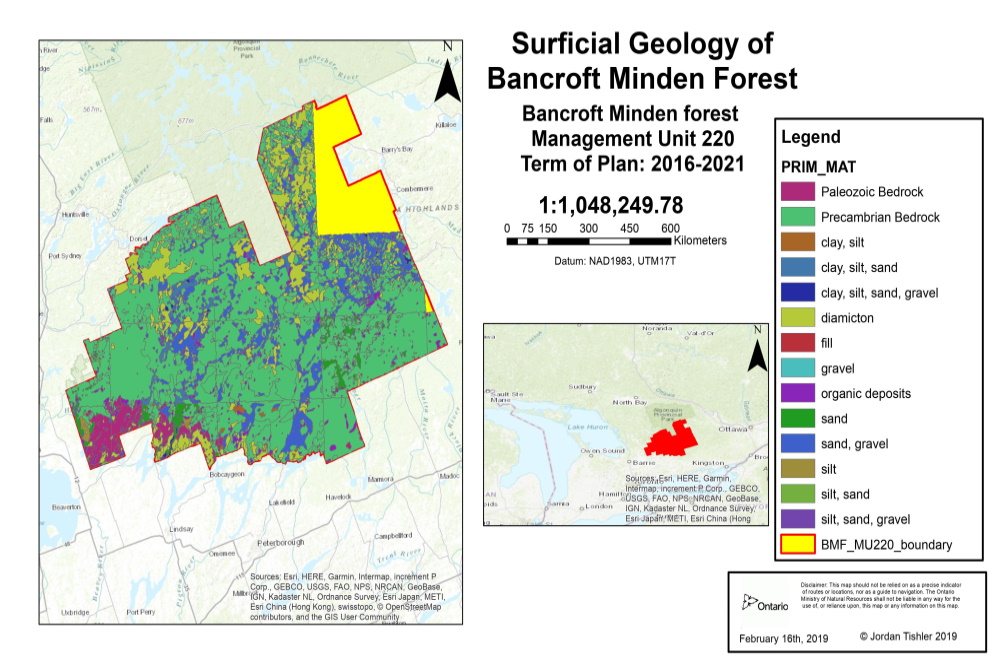 Surficial Geology of
Bancroft Minden Forest
Bancroft Minden forest
Management Unit 220
Term of Plan: 2016-2021
1:1,048,249.78
0 75 150 300 450 600
Kilometers
Datum: NAD1983, UTM17T
Legend
PRIM_MAT
Paleozoic Bedrock
Precambrian Bedrock
clay, silt
clay, silt, sand
clay, silt, sand, gravel
diamicton
fill
gravel
organic deposits
sand
sand, gravel
silt
silt, sand
silt, sand, gravel
BMF_MU220_boundary
N
Provincial
Park
567m
677m
Falls
Killaloe
Barry's Bay
Combermere
HIGHLANDS
Huntsville
Dorset
Port Sydney
Bobcaygeon
Marmora
Madoc
Beaverton
Lakefield
Havelock
Lindsay
Campbellford
Omemee
Peterborough
Trent River
Uxbridge
Port Perry
Sources: Esri, HERE, Garmin, Intermap, increment P
Corp., GEBCO, USGS, FAO, NPS, NRCAN, GeoBase,
IGN, Kadaster NL, Ordnance Survey, Esri Japan, METI,
Esri China (Hong Kong), swisstopo, © OpenStreetMap
contributors, and the GIS User Community
N
Noranda
Val-d'Or
Sudbury
Sault Ste
Marie
North Bay
Algonquin
Provincial
Park
Ottawa
Lake Huron
Owen Sound
Barrie
Kingston
Sarnia
London
Sources: Esri, HERE, Garmin,
Intermap, increment P Corp., GEBCO,
USGS, FAO, NPS, NRCAN, GeoBase,
IGN, Kadaster NL, Ordnance Survey,
Esri Japan, METI, Esri China (Hong
Disclaimer: This map should not be relied on as a precise indicator
of routes or locations, nor as a guide to navigation. The Ontario
Ministry of Natural Resources shall not be liable in any way for the
use of, or reliance upon, this map or any information on this map.
Ontario
February 16th, 2019
© Jordan Tishler 2019